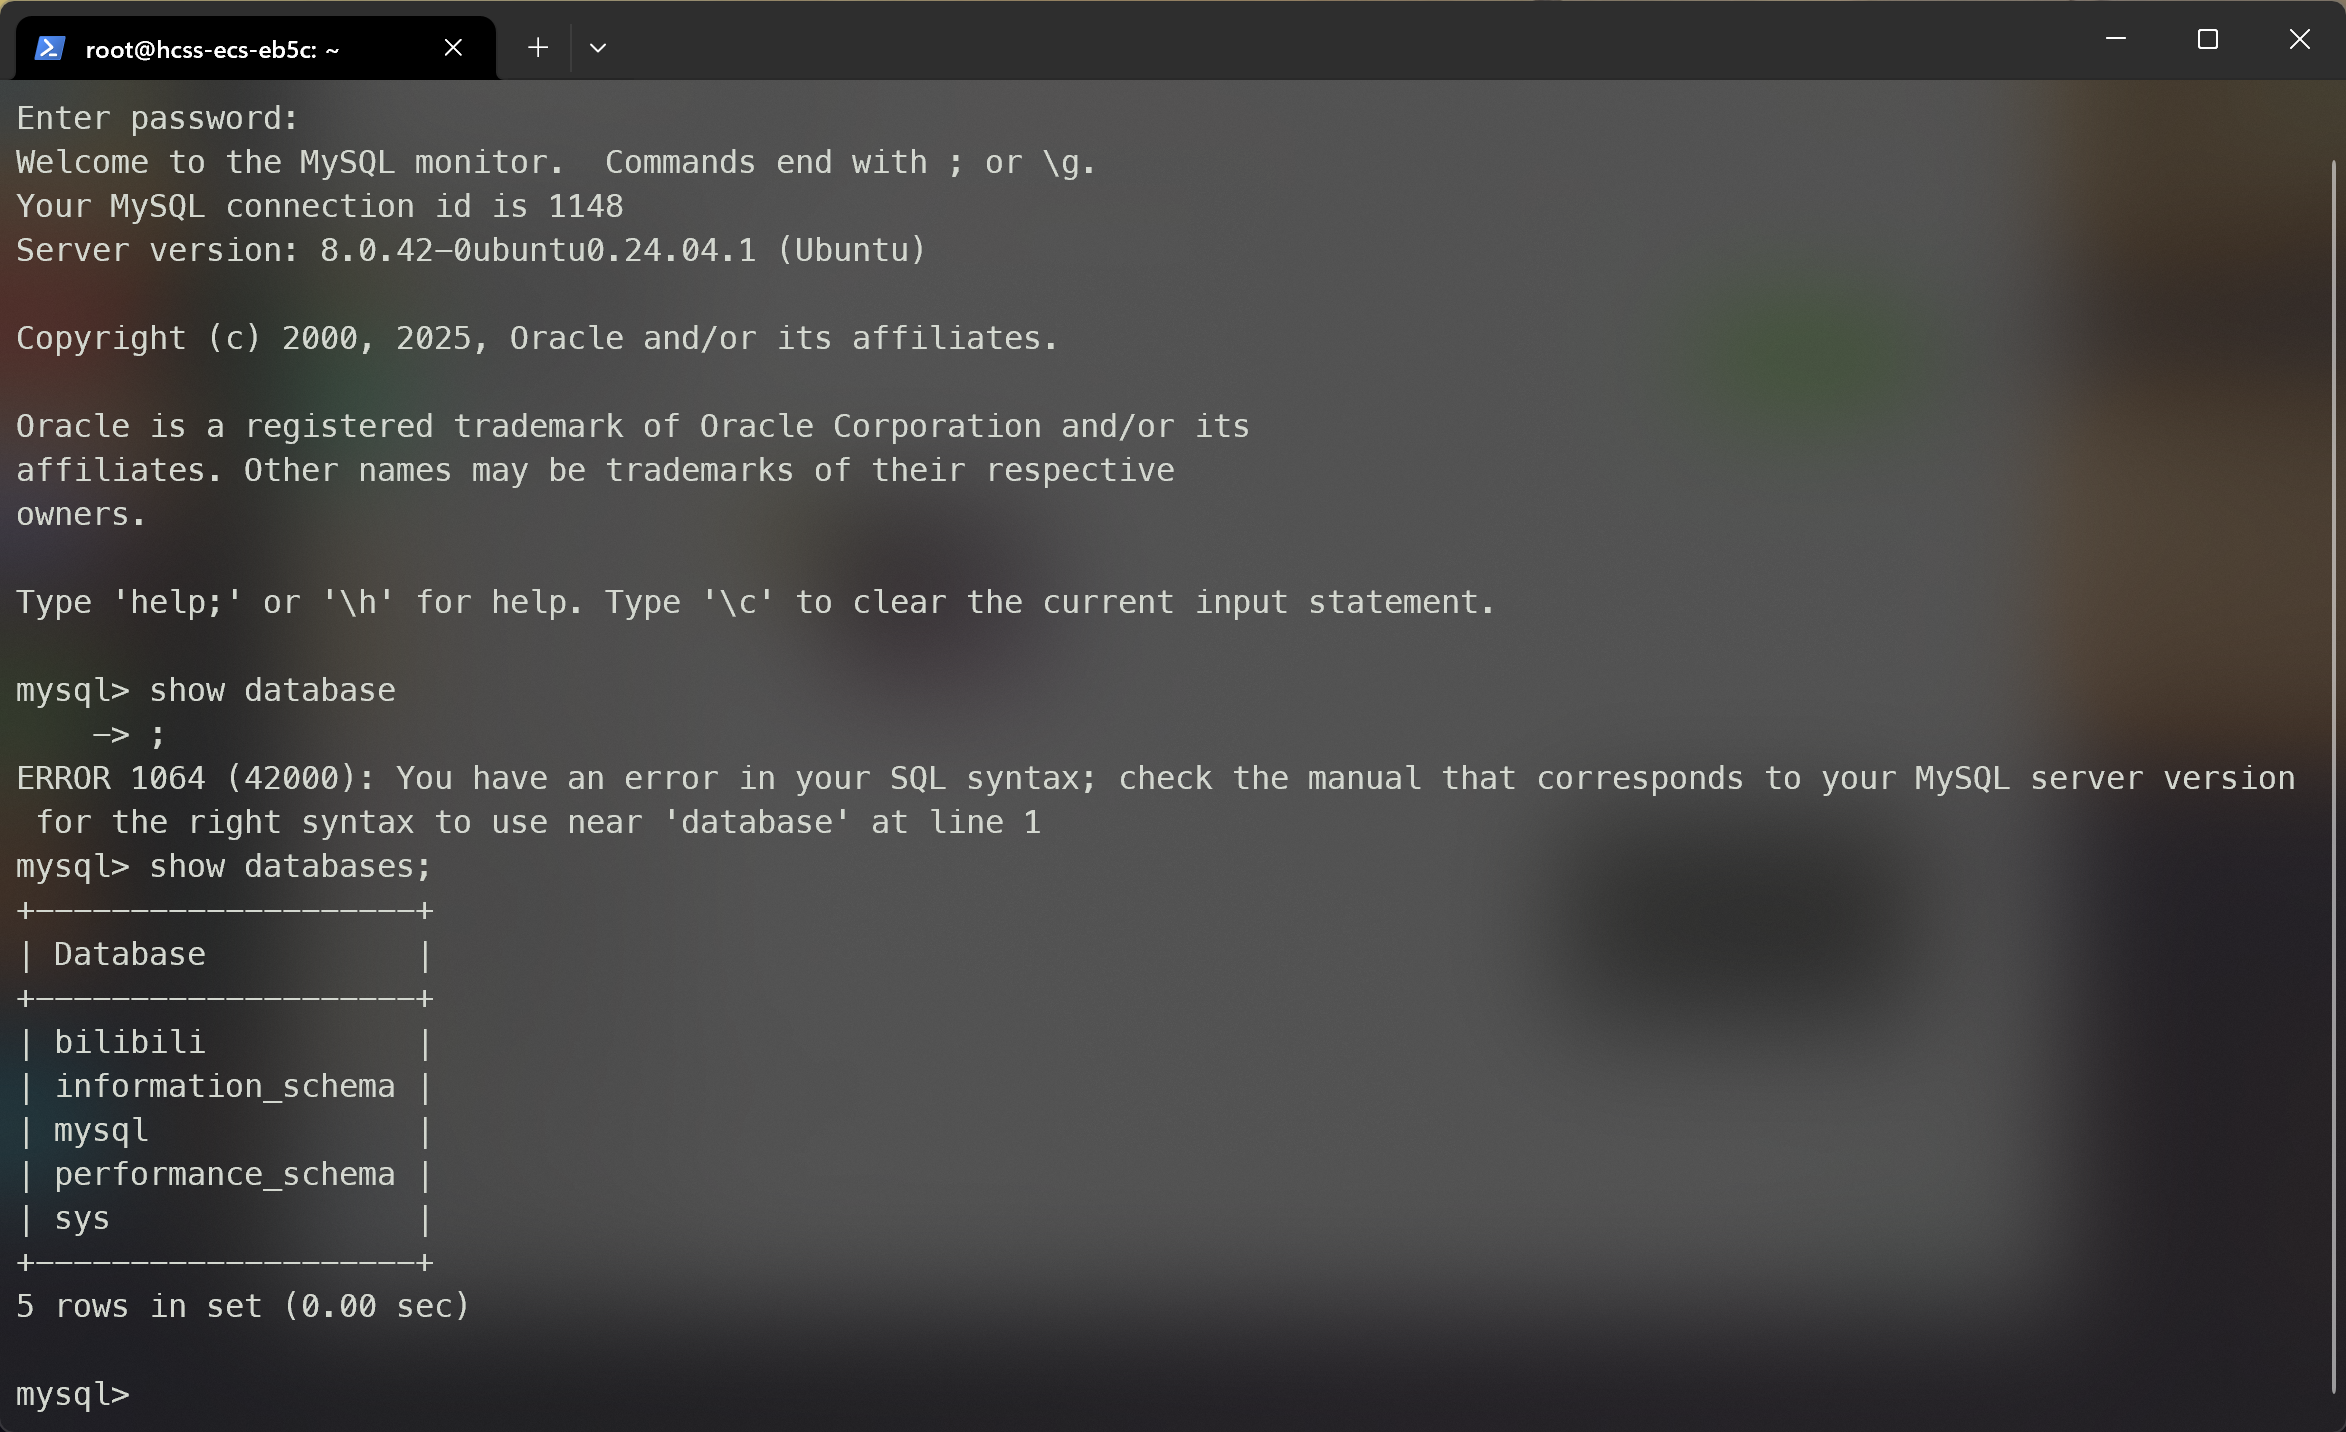 root@hcss-ecs-eb5c: ~
Enter password:
Welcome to the MySQL monitor.  Commands end with ; or \g.
Your MySQL connection id is 1148
Server version: 8.0.42-0ubuntu0.24.04.1 (Ubuntu)
Copyright (c) 2000, 2025, Oracle and/or its affiliates.
Oracle is a registered trademark of Oracle Corporation and/or its
affiliates. Other names may be trademarks of their respective
owners.
Type 'help;' or '\h' for help. Type '\c' to clear the current input statement.
mysql> show database
    -> ;
ERROR 1064 (42000): You have an error in your SQL syntax; check the manual that corresponds to your MySQL server version
 for the right syntax to use near 'database' at line 1
mysql> show databases;
+--------------------+
| Database           |
+--------------------+
| bilibili           |
| information_schema |
| mysql              |
| performance_schema |
| sys                |
+--------------------+
5 rows in set (0.00 sec)
mysql>